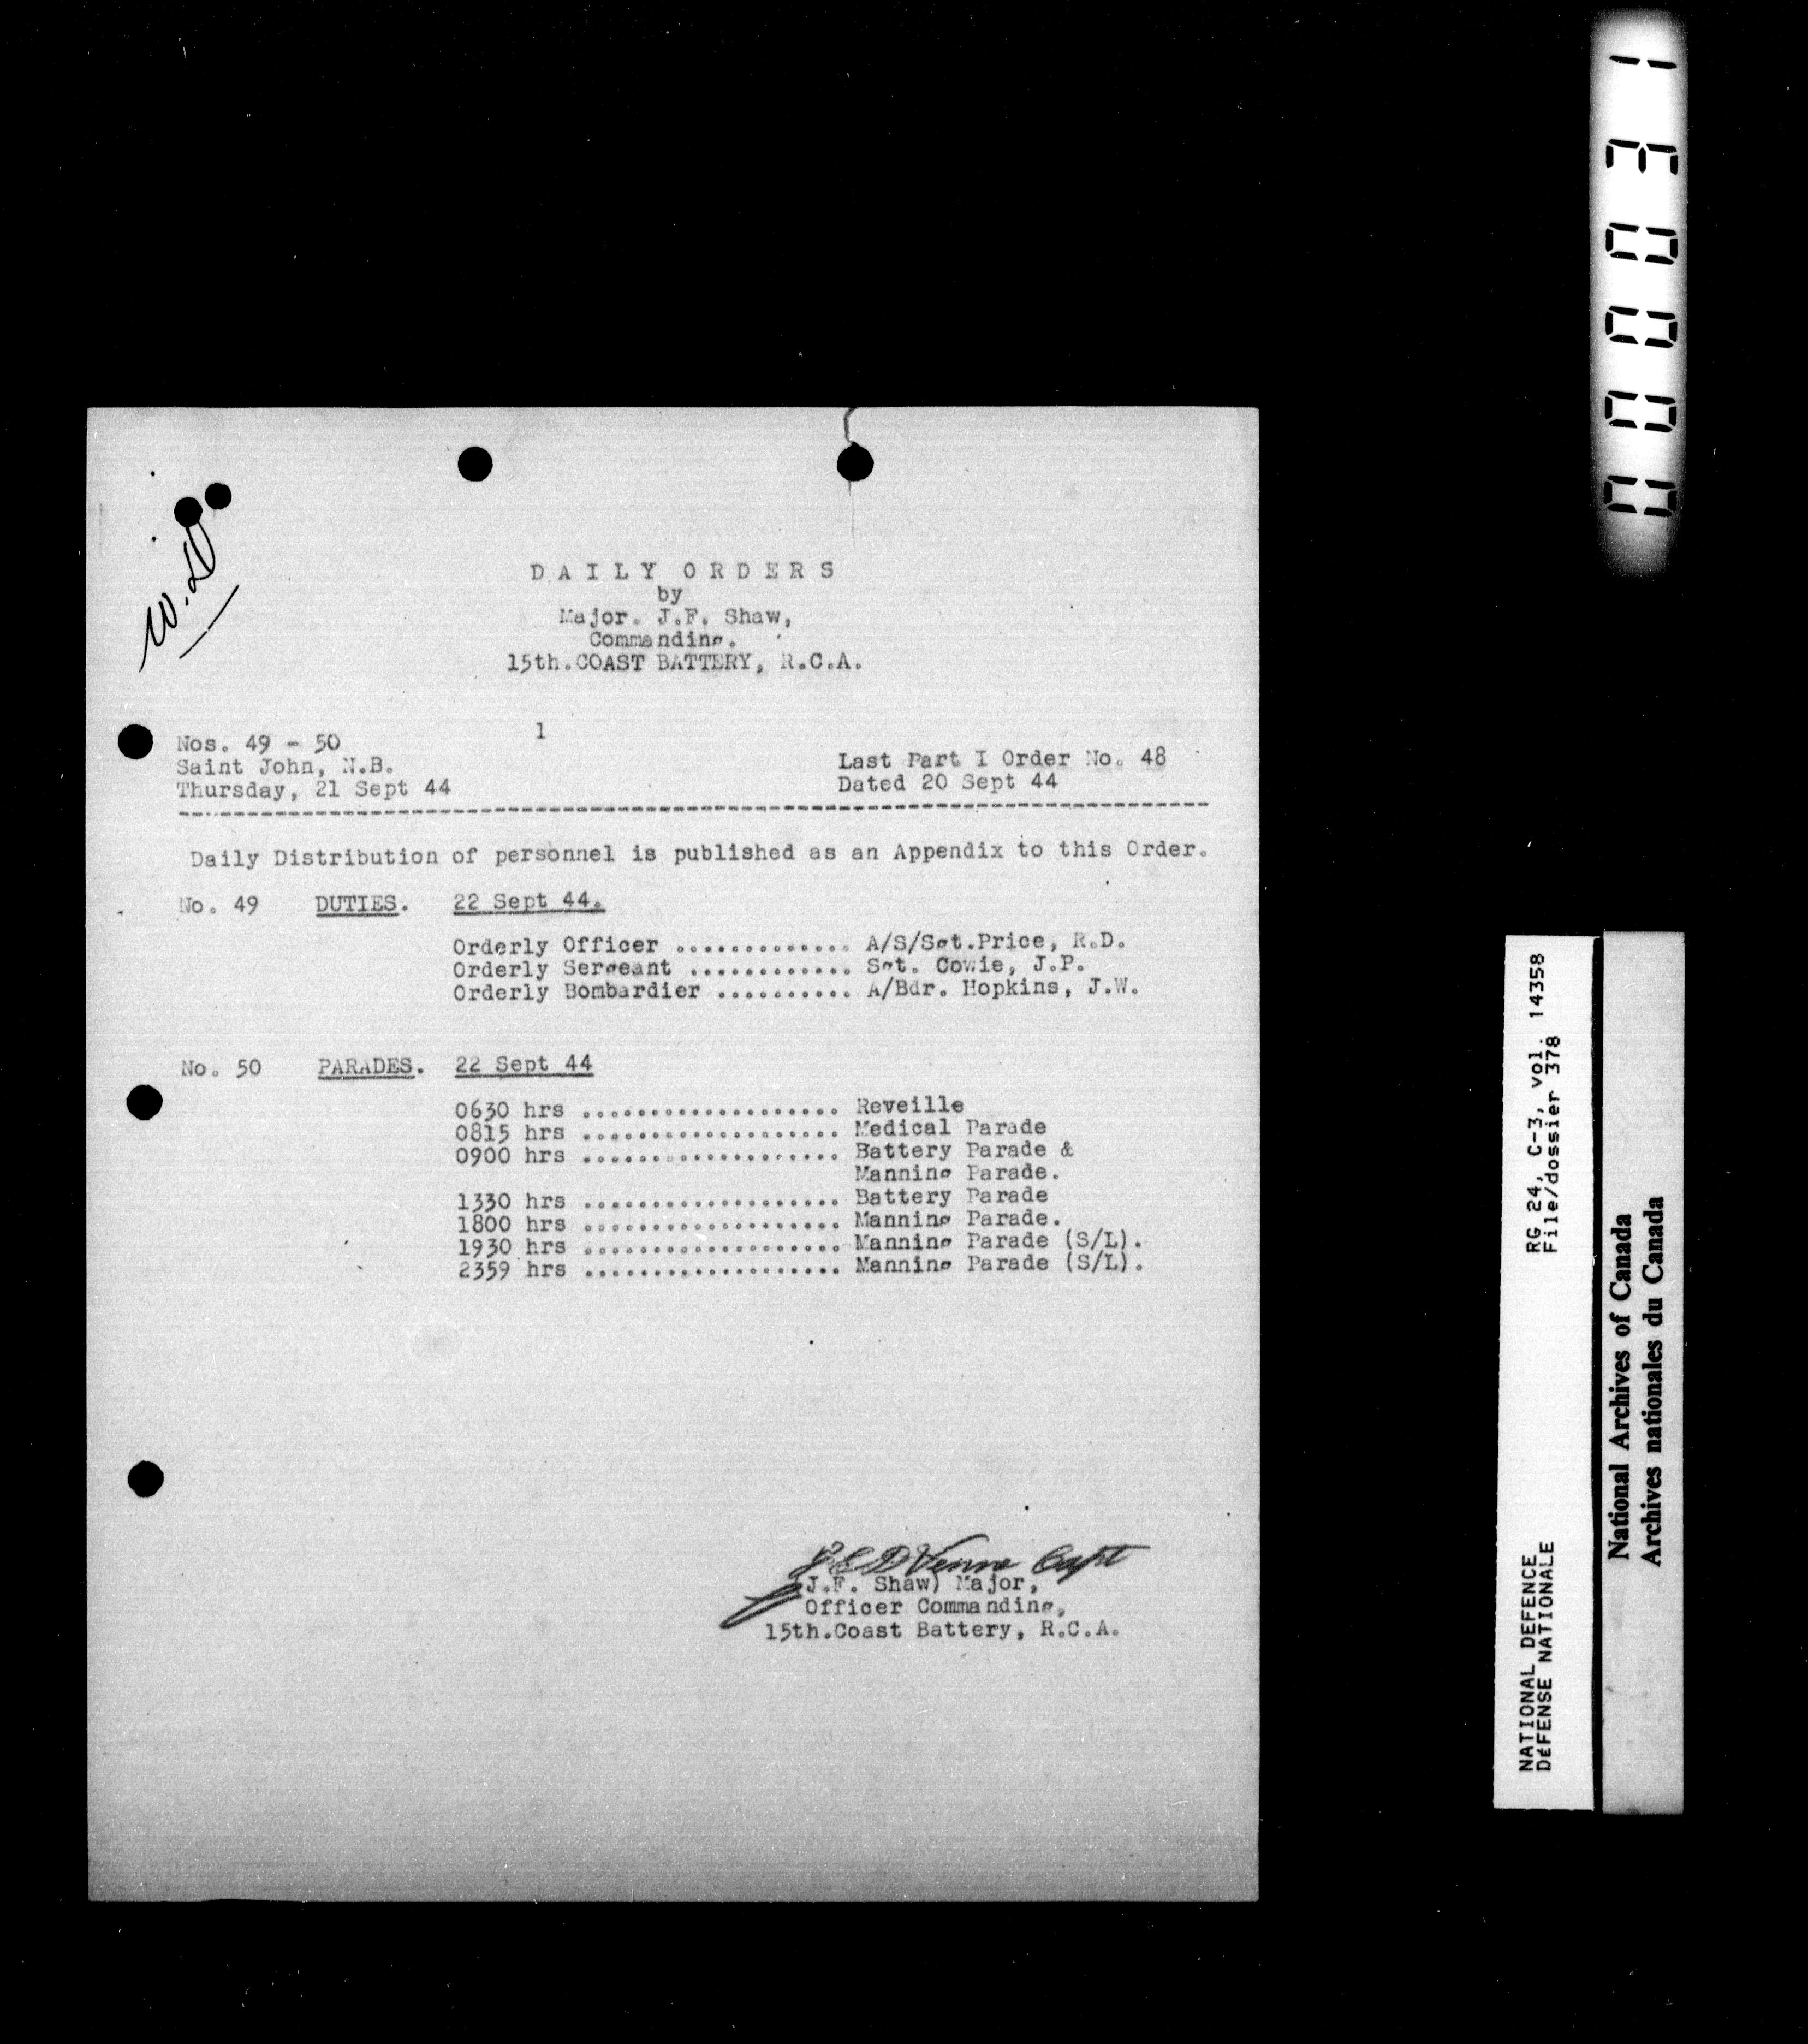 W.D.
D A I L Y  O R D E R S
by
Major. J.F. Shaw,
Commanding.
15th.COAST BATTERY, R.C.A.
1
Nos. 49 - 50
Saint John, N.B.
Thursday, 21 Sept 44
Last Part I Order No. 48
Dated 20 Sept 44
Daily Distribution of personnel is published as an Appendix to this Order.
No. 49 DUTIES. 22 Sept 44.
Orderly Officer ............. A/S/Sgt.Price, R.D.
Orderly Sergeant ............ Sgt. Cowie, J.P.
Orderly Bombardier .......... A/Bdr. Hopkins, J.W.
No. 50 PARADES. 22 Sept 44
0630 hrs ................... Reveille
0815 hrs ................... Medical Parade
0900 hrs ................... Battery Parade &
Manning Parade.
1330 hrs ................... Battery Parade
1800 hrs ................... Manning Parade.
1930 hrs ................... Manning Parade (S/L).
2359 hrs ................... Manning Parade (S/L).
Capt
(J.F. Shaw) Major,
Officer Commanding,
15th.Coast Battery, R.C.A.
000031
NATIONAL DEFENCE RG 24, C-3, vol. 14358
DÉFENSE NATIONALE File/dossier 378
National Archives of Canada
Archives nationales du Canada